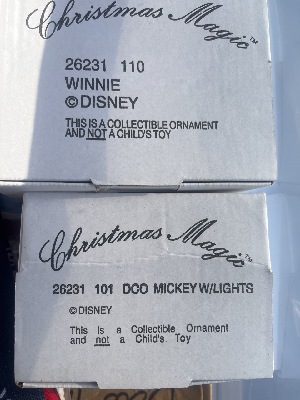 Christmas Magic™
26231 110
WINNIE
©DISNEY
THIS IS A COLLECTIBLE ORNAMENT
AND NOT A CHILD'S TOY
Christmas Magic™
26231 101 DCO MICKEY W/LIGHTS
©DISNEY
This is a Collectible Ornament
and not a Child's Toy